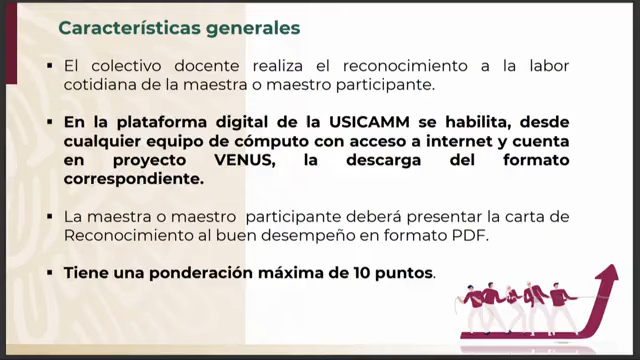 Características generales
▪ El colectivo docente realiza el reconocimiento a la labor
cotidiana de la maestra o maestro participante.
▪ En la plataforma digital de la USICAMM se habilita, desde
cualquier equipo de cómputo con acceso a internet y cuenta
en proyecto VENUS, la descarga del formato
correspondiente.
▪ La maestra o maestro participante deberá presentar la carta de
Reconocimiento al buen desempeño en formato PDF.
▪ Tiene una ponderación máxima de 10 puntos.